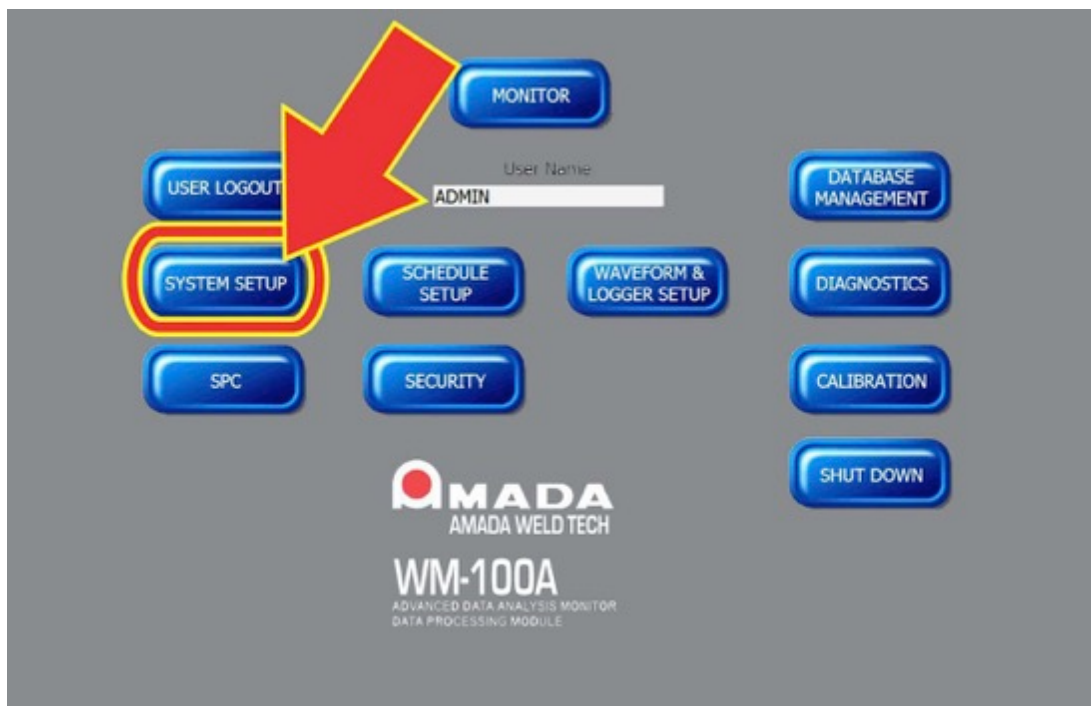 MONITOR
USER LOGOUT
User Name
ADMIN
DATABASE
MANAGEMENT
SYSTEM SETUP
SCHEDULE
SETUP
WAVEFORM &
LOGGER SETUP
DIAGNOSTICS
SPC
SECURITY
CALIBRATION
SHUT DOWN
AMADA
AMADA WELD TECH
WM-100A
ADVANCED DATA ANALYSIS MONITOR
DATA PROCESSING MODULE